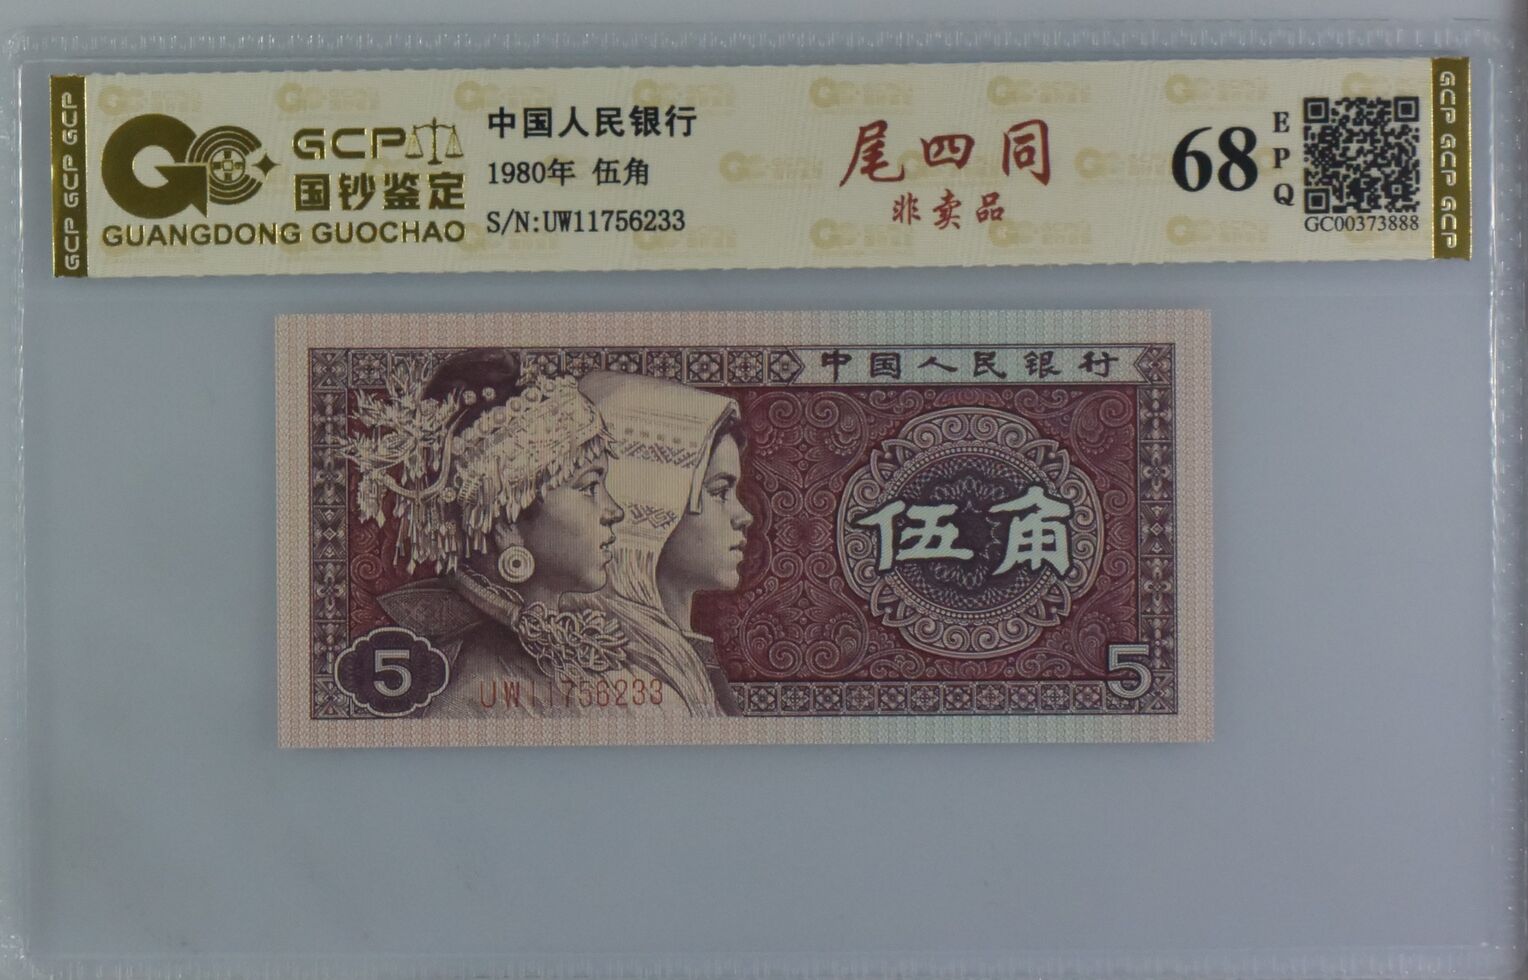 GCP GCP GCP
GCP
国钞鉴定
GUANGDONG GUOCHAO
中国人民银行
1980年 伍角
S/N:UW11756233
尾四同
非卖品
68
EPQ
GC00373888
GCP GCP GCP
中国人民银行
伍角
5
UW11756233
5